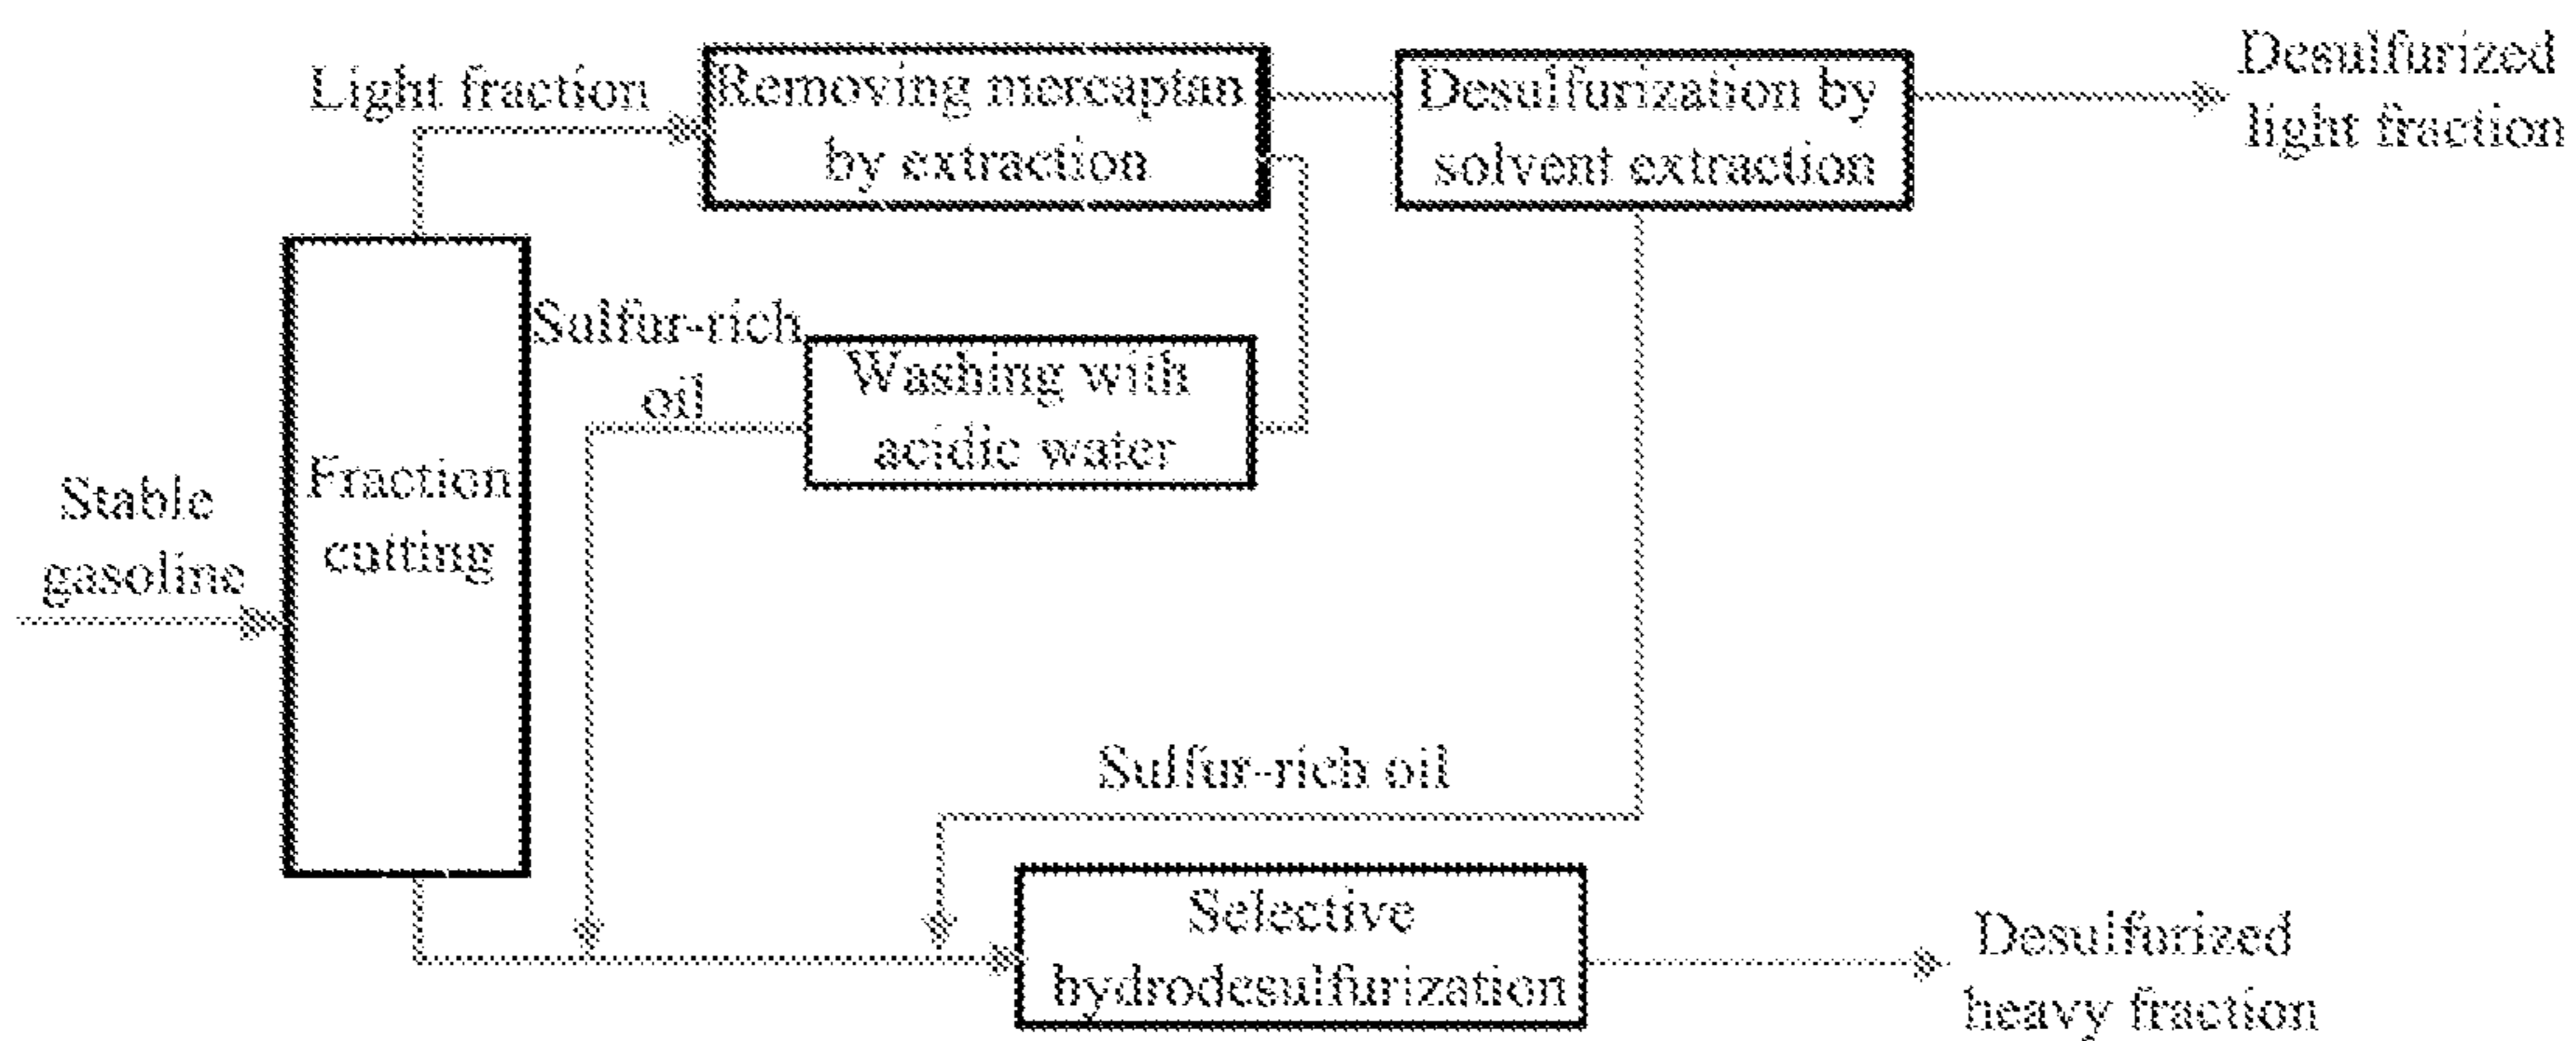 Light fraction
Removing mercaptan
by extraction
Desulfurization by
solvent extraction
Desulfurized
light fraction
Sulfur-rich
oil
Washing with
acidic water
Stable
gasoline
Fraction
cutting
Sulfur-rich oil
Selective
hydrodesulfurization
Desulfurized
heavy fraction